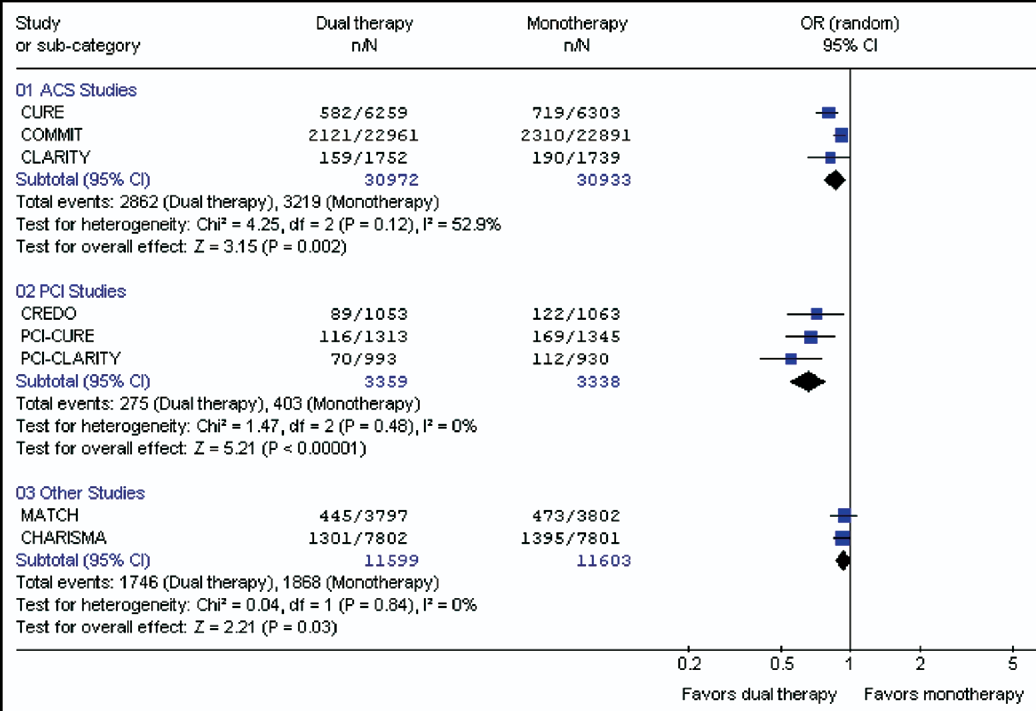 Study Dual therapy Monotherapy OR (random)
or sub-category n/N n/N 95% CI
01 ACS Studies
CURE 582/6259 719/6303
COMMIT 2121/22961 2310/22891
CLARITY 159/1752 190/1739
Subtotal (95% CI) 30972 30933
Total events: 2862 (Dual therapy), 3219 (Monotherapy)
Test for heterogeneity: Chi² = 4.25, df = 2 (P = 0.12), I² = 52.9%
Test for overall effect: Z = 3.15 (P = 0.002)
02 PCI Studies
CREDO 89/1053 122/1063
PCI-CURE 116/1313 169/1345
PCI-CLARITY 70/993 112/930
Subtotal (95% CI) 3359 3338
Total events: 275 (Dual therapy), 403 (Monotherapy)
Test for heterogeneity: Chi² = 1.47, df = 2 (P = 0.48), I² = 0%
Test for overall effect: Z = 5.21 (P < 0.00001)
03 Other Studies
MATCH 445/3797 473/3802
CHARISMA 1301/7802 1395/7801
Subtotal (95% CI) 11599 11603
Total events: 1746 (Dual therapy), 1868 (Monotherapy)
Test for heterogeneity: Chi² = 0.04, df = 1 (P = 0.84), I² = 0%
Test for overall effect: Z = 2.21 (P = 0.03)
0.2 0.5 1 2 5
Favors dual therapy Favors monotherapy